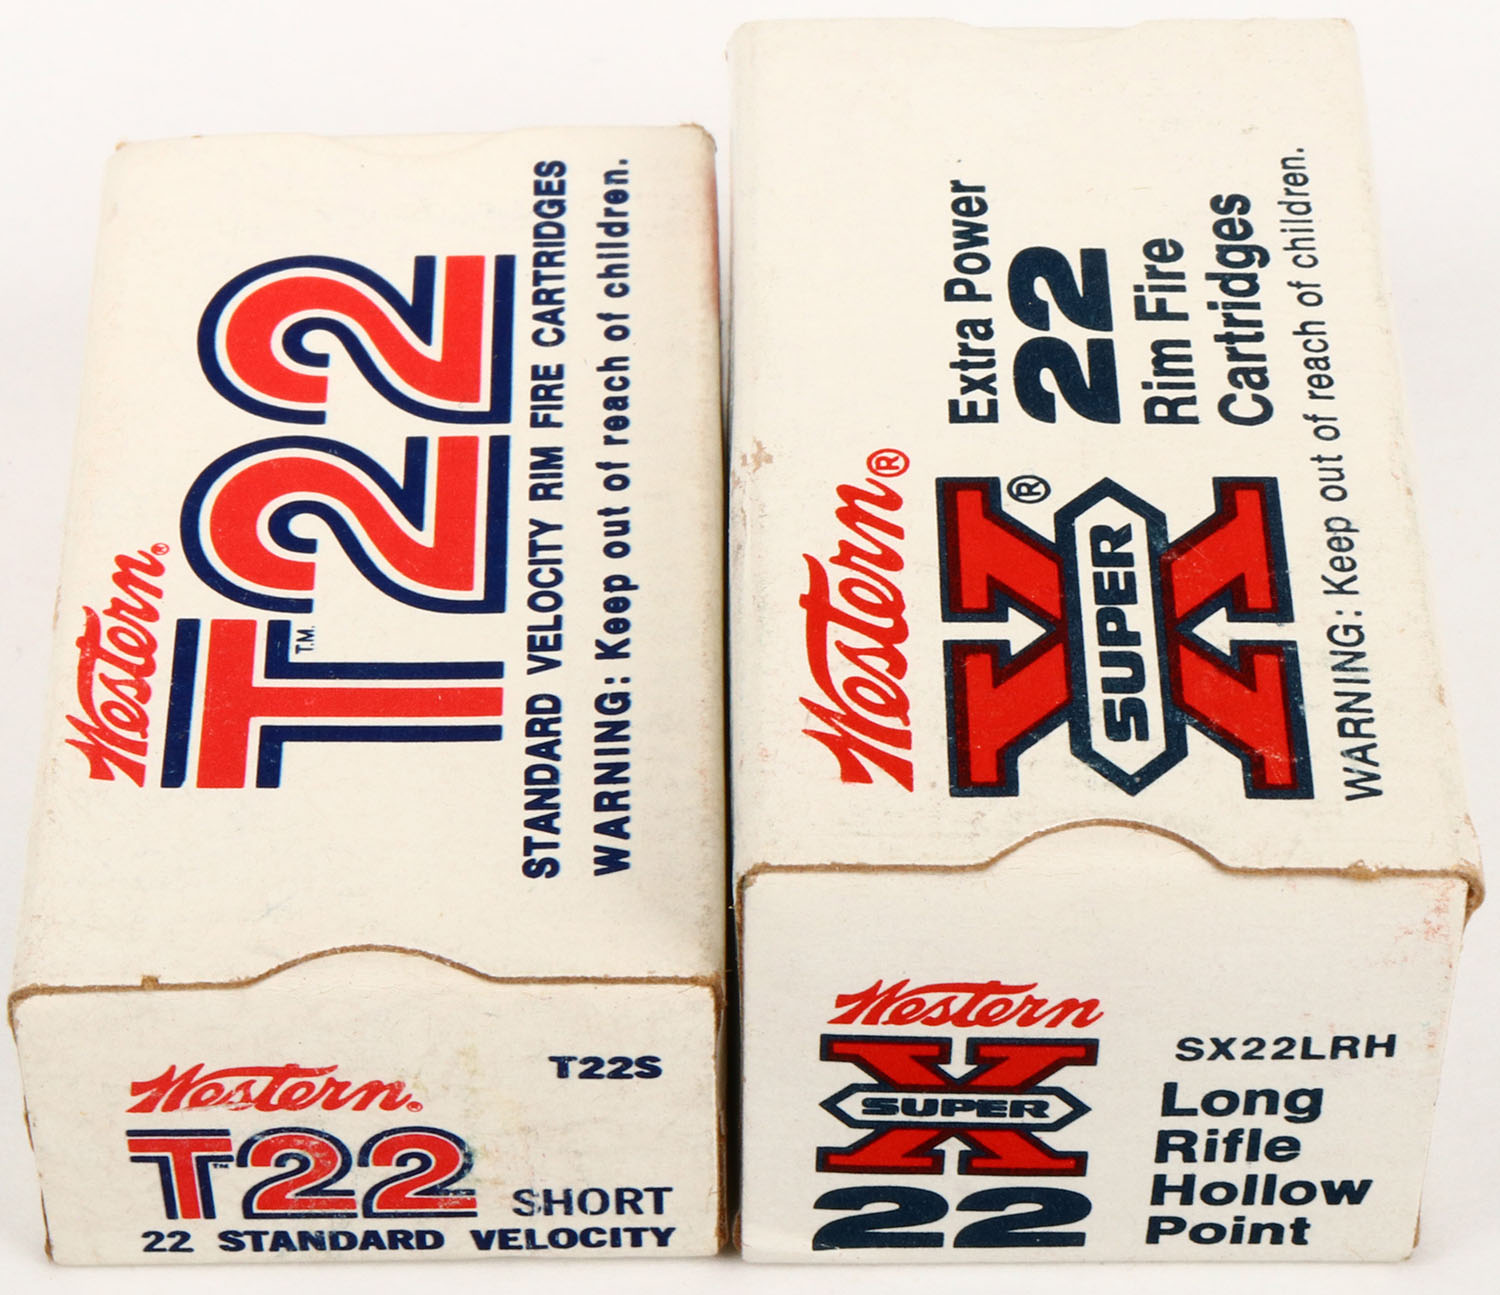 Western®
T22
T.M.
STANDARD VELOCITY RIM FIRE CARTRIDGES
WARNING: Keep out of reach of children.
Western.
T22S
T22
TM
SHORT
22 STANDARD VELOCITY
Western®
SUPER X®
Extra Power
22
Rim Fire
Cartridges
WARNING: Keep out of reach of children.
Western
SUPER X
22
SX22LRH
Long
Rifle
Hollow
Point